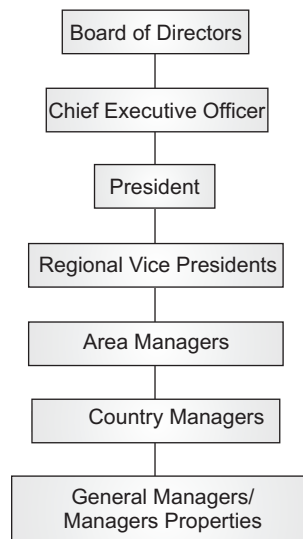 Board of Directors
Chief Executive Officer
President
Regional Vice Presidents
Area Managers
Country Managers
General Managers/
Managers Properties